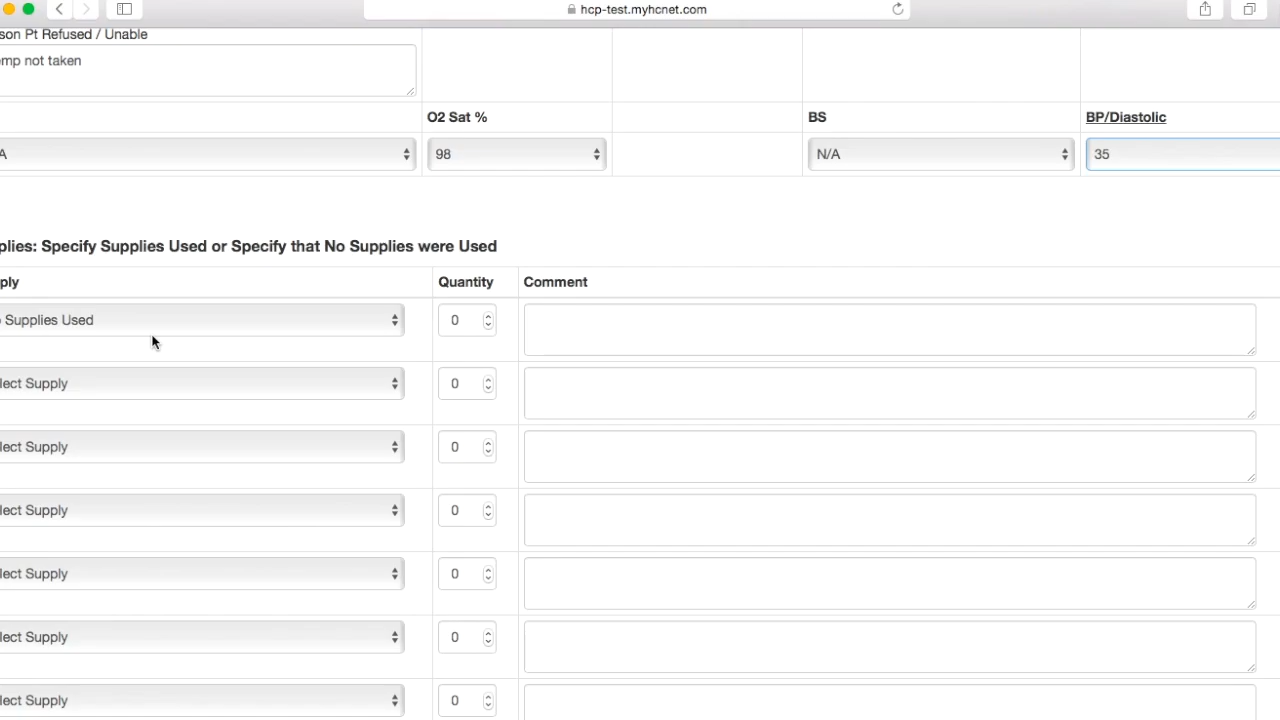 hcp-test.myhcnet.com
son Pt Refused / Unable
mp not taken
O2 Sat % BS BP/Diastolic
A 98 N/A 35
plies: Specify Supplies Used or Specify that No Supplies were Used
ply Quantity Comment
Supplies Used 0
lect Supply 0
lect Supply 0
lect Supply 0
lect Supply 0
lect Supply 0
lect Supply 0